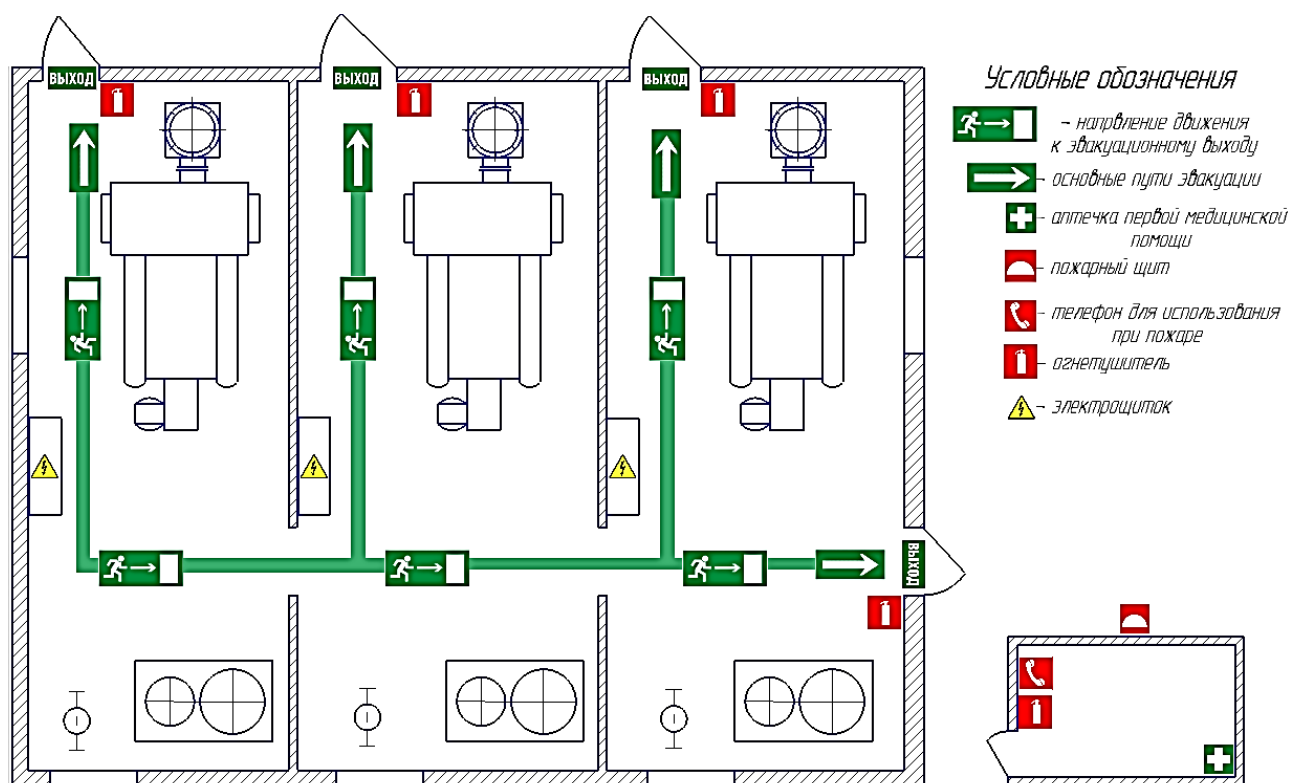 ВЫХОД
ВЫХОД
ВЫХОД
Условные обозначения
- напрвление движения
к эвакуационному выходу
основные пути эвакуации
- аптечка первой медицинской
помощи
- пожарный щит
- телефон для использования
при пожаре
- огнетушитель
- электрощиток
ВЫХОД